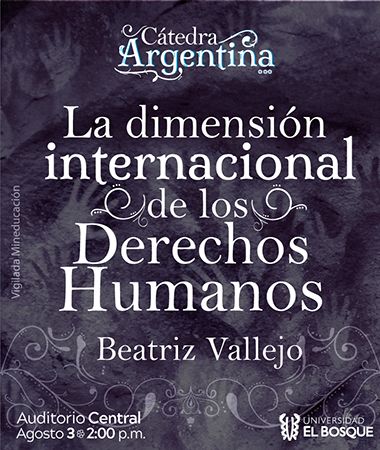 Cátedra
Argentina
La dimensión
internacional
de los
Derechos
Humanos
Beatriz Vallejo
Vigilada Mineducación
Auditorio Central
Agosto 3 2:00 p.m.
UNIVERSIDAD
EL BOSQUE